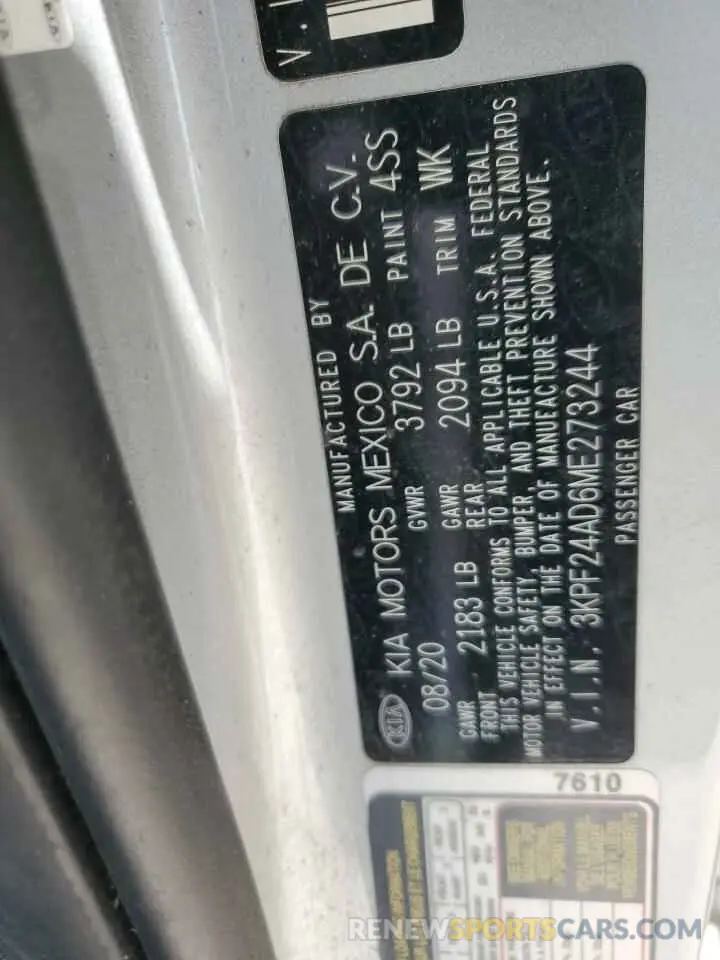 V.I
MANUFACTURED BY
KIA KIA MOTORS MEXICO S.A. DE C.V.
08/20 GVWR 3792 LB PAINT 4SS
GAWR FRONT 2183 LB GAWR REAR 2094 LB TRIM WK
THIS VEHICLE CONFORMS TO ALL APPLICABLE U.S.A. FEDERAL
MOTOR VEHICLE SAFETY, BUMPER, AND THEFT PREVENTION STANDARDS
IN EFFECT ON THE DATE OF MANUFACTURE SHOWN ABOVE.
V.I.N. 3KPF24AD6ME273244
PASSENGER CAR
7610
RENEWSPORTSCARS.COM